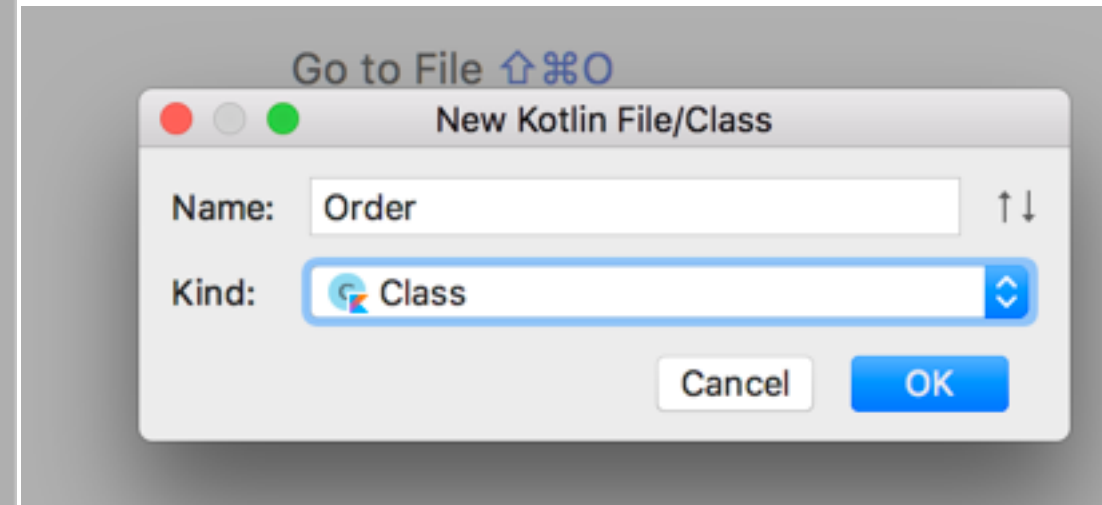 Go to File ⇧⌘O
New Kotlin File/Class
Name: Order ↑↓
Kind: Class
Cancel OK